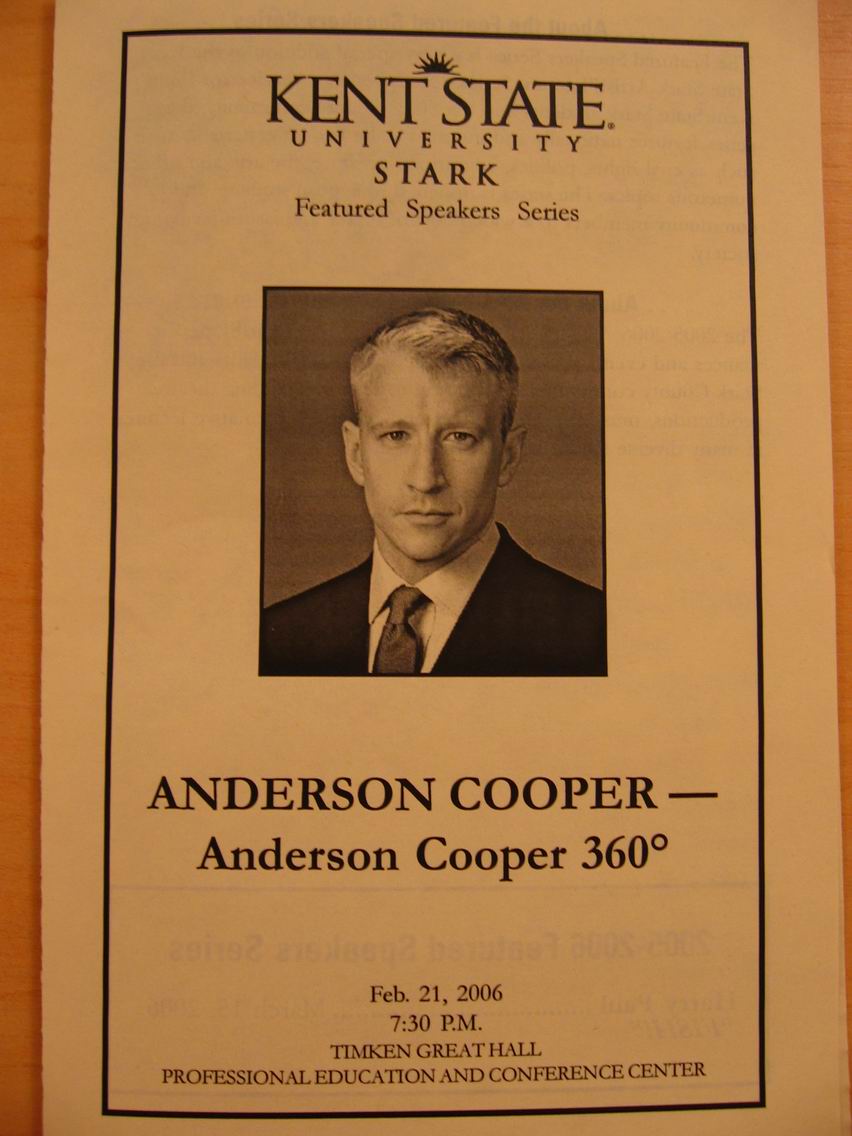 KENT STATE
UNIVERSITY
STARK
Featured Speakers Series
ANDERSON COOPER —
Anderson Cooper 360°
Feb. 21, 2006
7:30 P.M.
TIMKEN GREAT HALL
PROFESSIONAL EDUCATION AND CONFERENCE CENTER